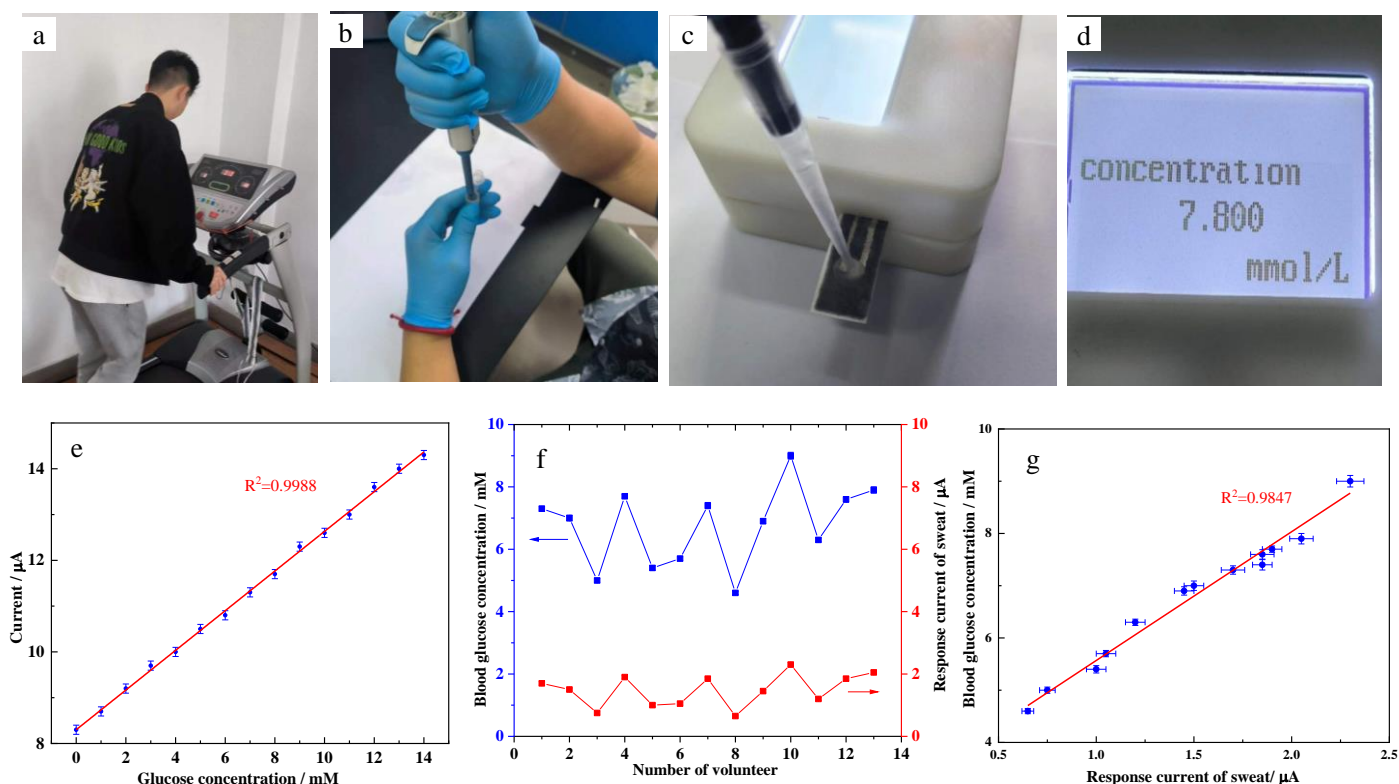 a
b
c
d
GOOD KIDS
concentration
7.800
mmol/L
e
R²=0.9988
Current / μA
8
10
12
14
0 2 4 6 8 10 12 14
Glucose concentration / mM
f
Blood glucose concentration / mM
0
2
4
6
8
10
Response current of sweat / μA
0
2
4
6
8
10
0 2 4 6 8 10 12 14
Number of volunteer
g
R²=0.9847
Blood glucose concentration / mM
4
6
8
10
0.5 1.0 1.5 2.0 2.5
Response current of sweat/ μA